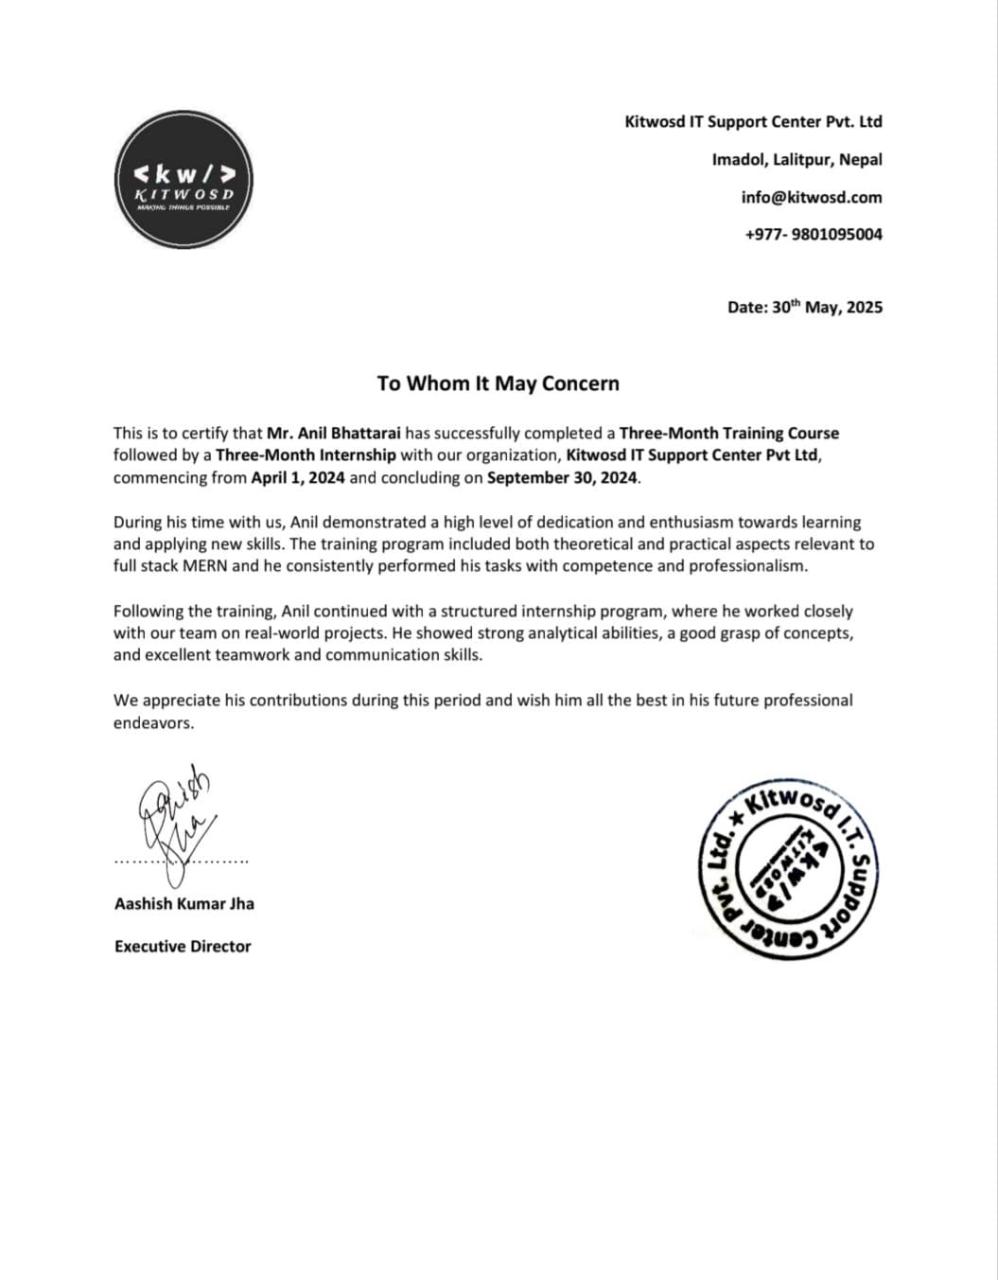 <kw/>
KITWOSD
MAKING THINGS POSSIBLE
Kitwosd IT Support Center Pvt. Ltd
Imadol, Lalitpur, Nepal
info@kitwosd.com
+977- 9801095004
Date: 30th May, 2025
To Whom It May Concern
This is to certify that Mr. Anil Bhattarai has successfully completed a Three-Month Training Course
followed by a Three-Month Internship with our organization, Kitwosd IT Support Center Pvt Ltd,
commencing from April 1, 2024 and concluding on September 30, 2024.
During his time with us, Anil demonstrated a high level of dedication and enthusiasm towards learning
and applying new skills. The training program included both theoretical and practical aspects relevant to
full stack MERN and he consistently performed his tasks with competence and professionalism.
Following the training, Anil continued with a structured internship program, where he worked closely
with our team on real-world projects. He showed strong analytical abilities, a good grasp of concepts,
and excellent teamwork and communication skills.
We appreciate his contributions during this period and wish him all the best in his future professional
endeavors.
Aashish
Jha
Aashish Kumar Jha
Executive Director
★ Kitwosd I.T. Support Center Pvt. Ltd.
<kw/>
KITWOSD